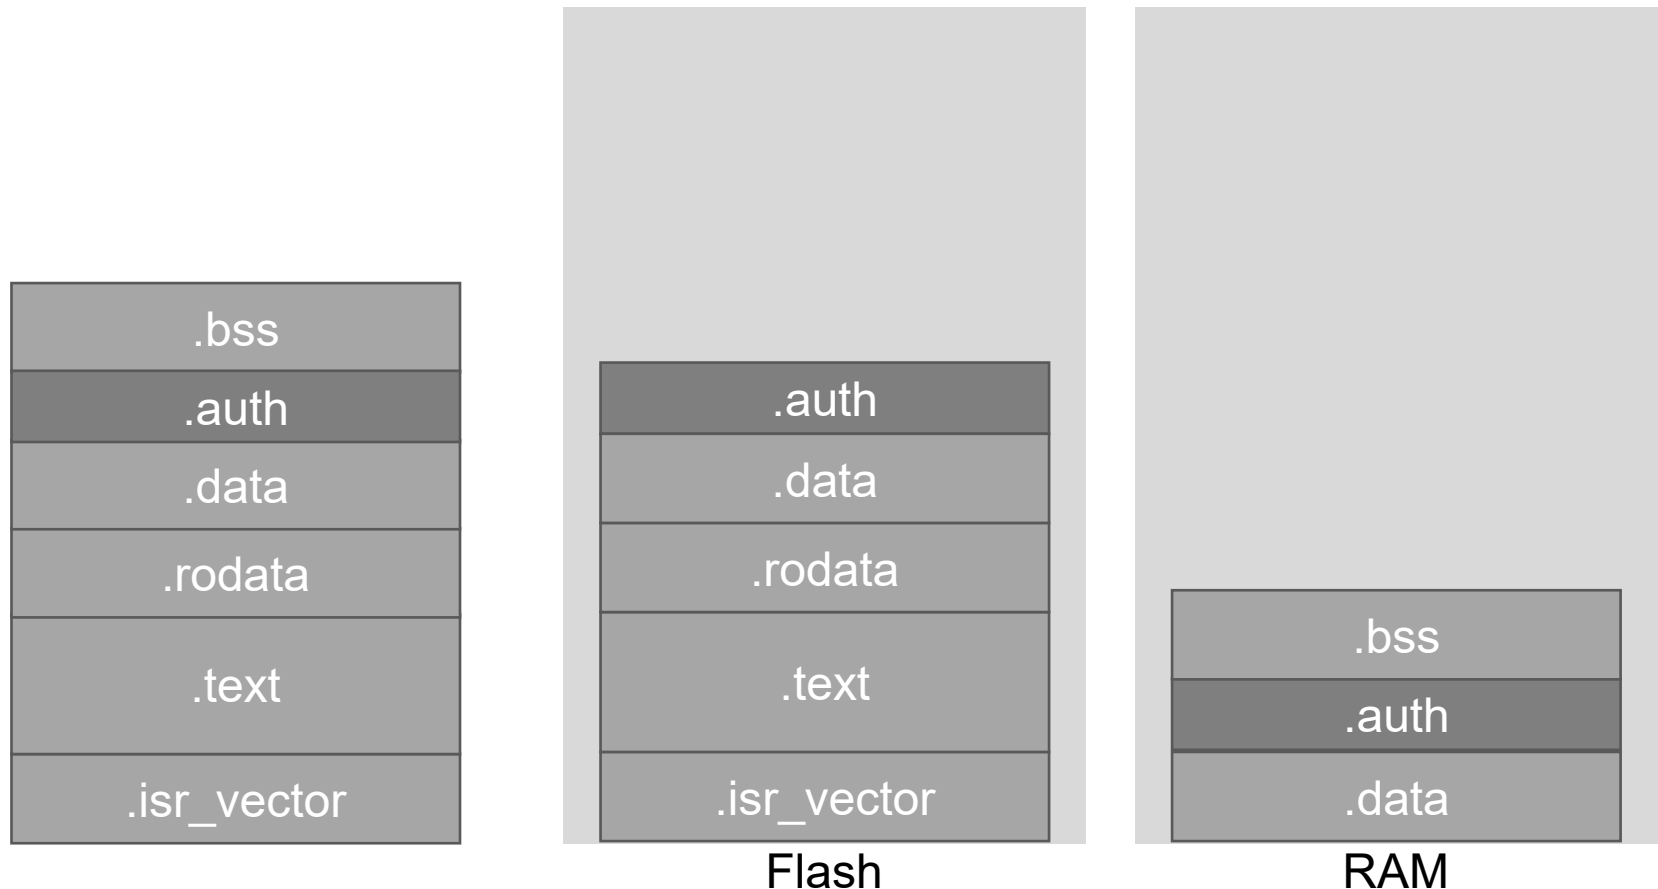 .bss
.auth
.data
.rodata
.text
.isr_vector
.auth
.data
.rodata
.text
.isr_vector
Flash
.bss
.auth
.data
RAM